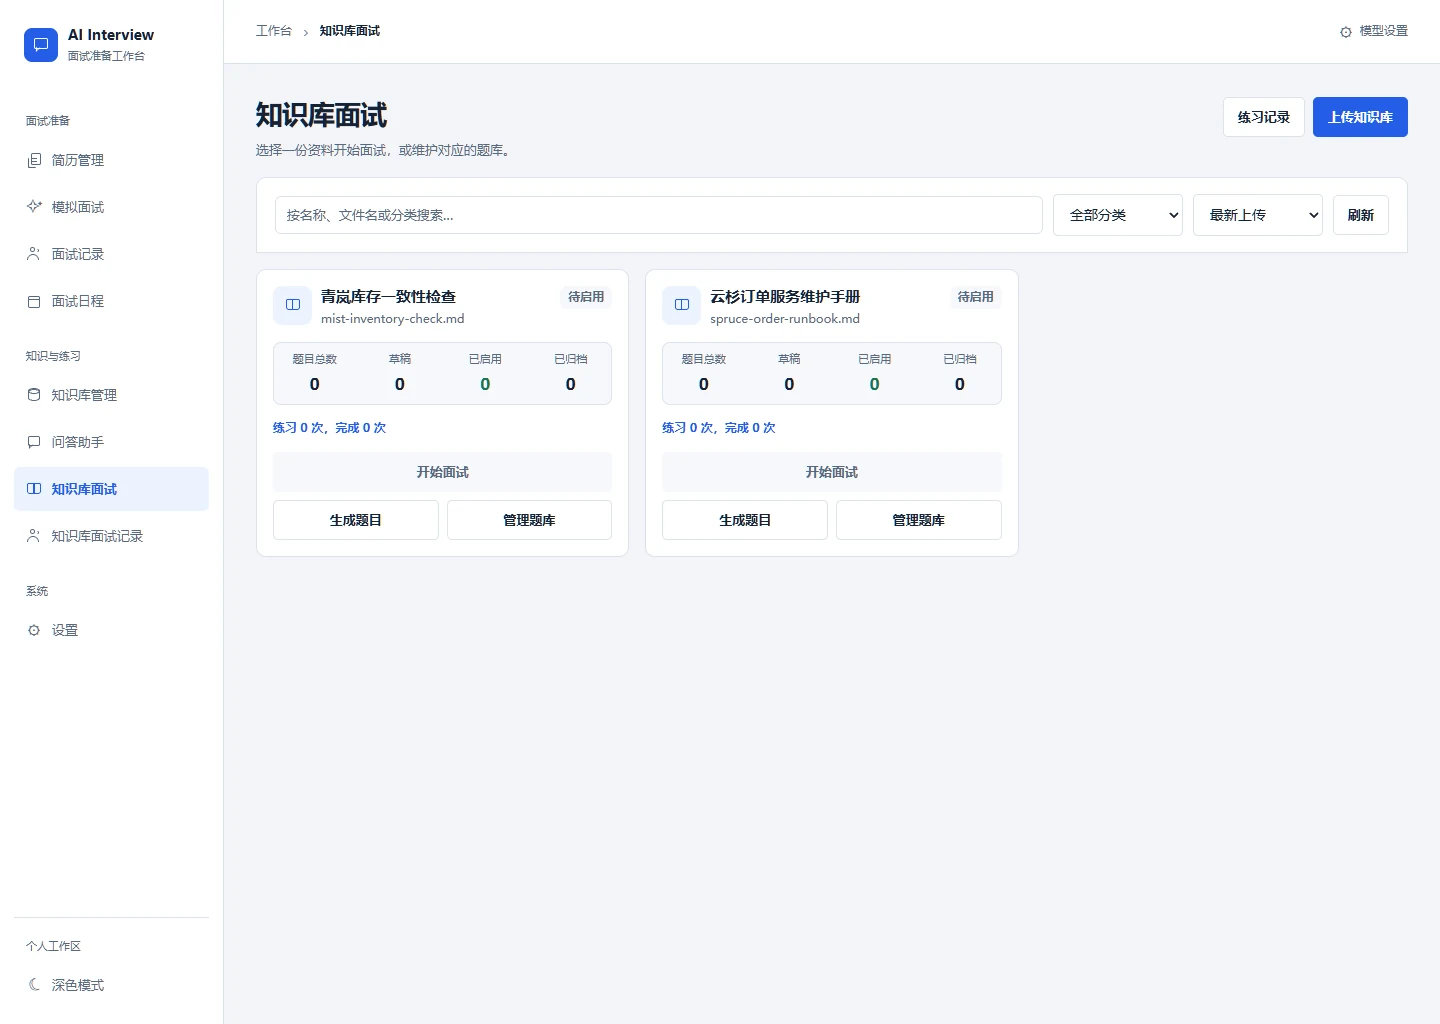 AI Interview
面试准备工作台
面试准备
简历管理
模拟面试
面试记录
面试日程
知识与练习
知识库管理
问答助手
知识库面试
知识库面试记录
系统
设置
个人工作区
深色模式
工作台 › 知识库面试
模型设置
知识库面试
选择一份资料开始面试，或维护对应的题库。
练习记录
上传知识库
按名称、文件名或分类搜索...
全部分类
最新上传
刷新
青岚库存一致性检查
待启用
mist-inventory-check.md
题目总数 草稿 已启用 已归档
0 0 0 0
练习 0 次，完成 0 次
开始面试
生成题目 管理题库
云杉订单服务维护手册
待启用
spruce-order-runbook.md
题目总数 草稿 已启用 已归档
0 0 0 0
练习 0 次，完成 0 次
开始面试
生成题目 管理题库